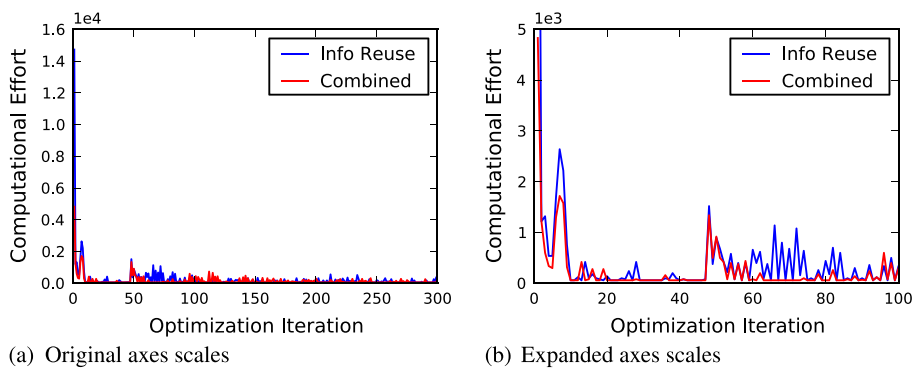 1e4
1.6
1.4
1.2
1.0
0.8
0.6
0.4
0.2
0.0
0 50 100 150 200 250 300
Computational Effort
Optimization Iteration
Info Reuse
Combined
(a) Original axes scales
1e3
5
4
3
2
1
0
0 20 40 60 80 100
Computational Effort
Optimization Iteration
Info Reuse
Combined
(b) Expanded axes scales